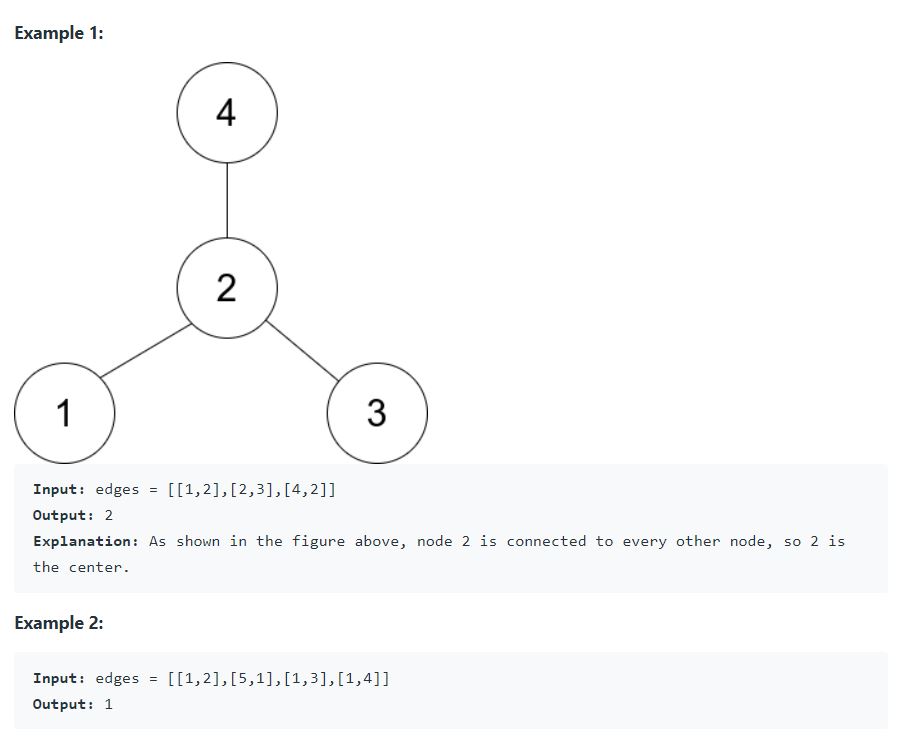 Example 1:
4
2
1
3
Input: edges = [[1,2],[2,3],[4,2]]
Output: 2
Explanation: As shown in the figure above, node 2 is connected to every other node, so 2 is
the center.
Example 2:
Input: edges = [[1,2],[5,1],[1,3],[1,4]]
Output: 1